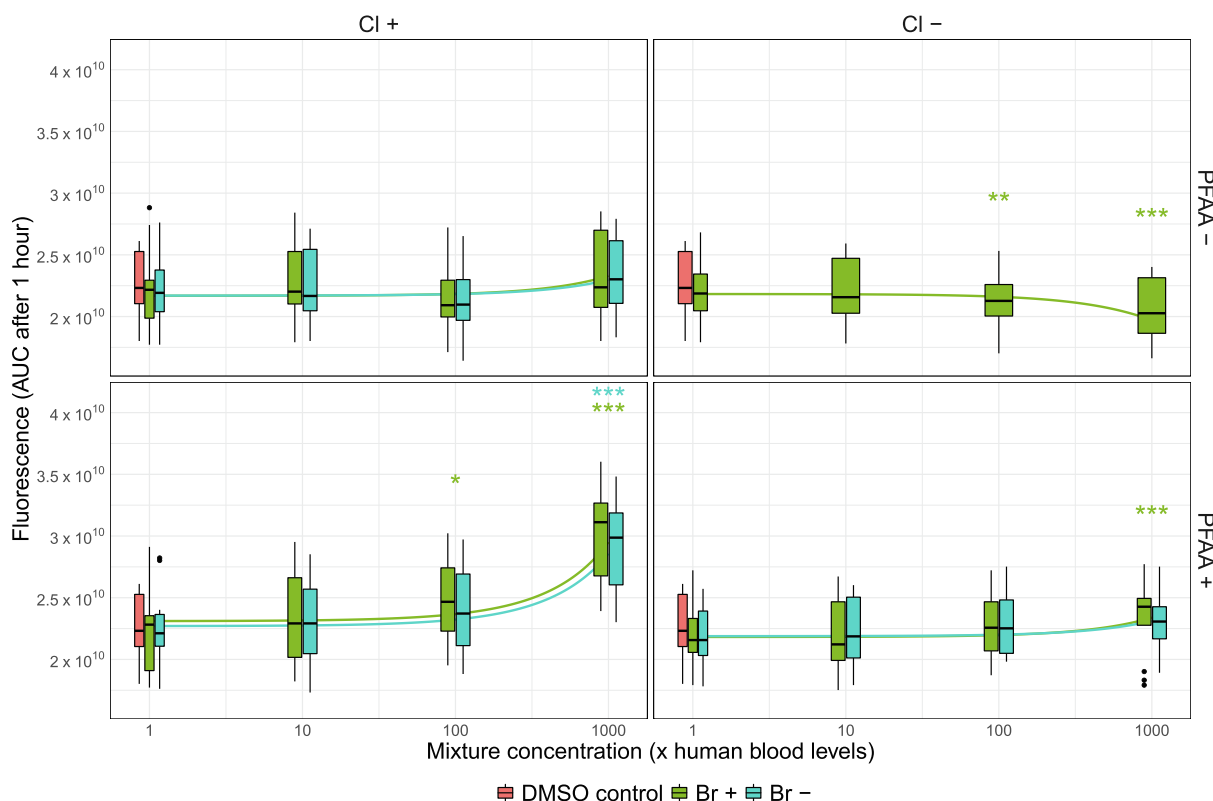 Cl + Cl −
4 x 10¹⁰
3.5 x 10¹⁰
3 x 10¹⁰
** ***
2.5 x 10¹⁰
2 x 10¹⁰
PFAA −
Fluorescence (AUC after 1 hour)
***
4 x 10¹⁰ ***
3.5 x 10¹⁰ *
3 x 10¹⁰ ***
2.5 x 10¹⁰
2 x 10¹⁰
PFAA +
1 10 100 1000 1 10 100 1000
Mixture concentration (x human blood levels)
DMSO control Br + Br −